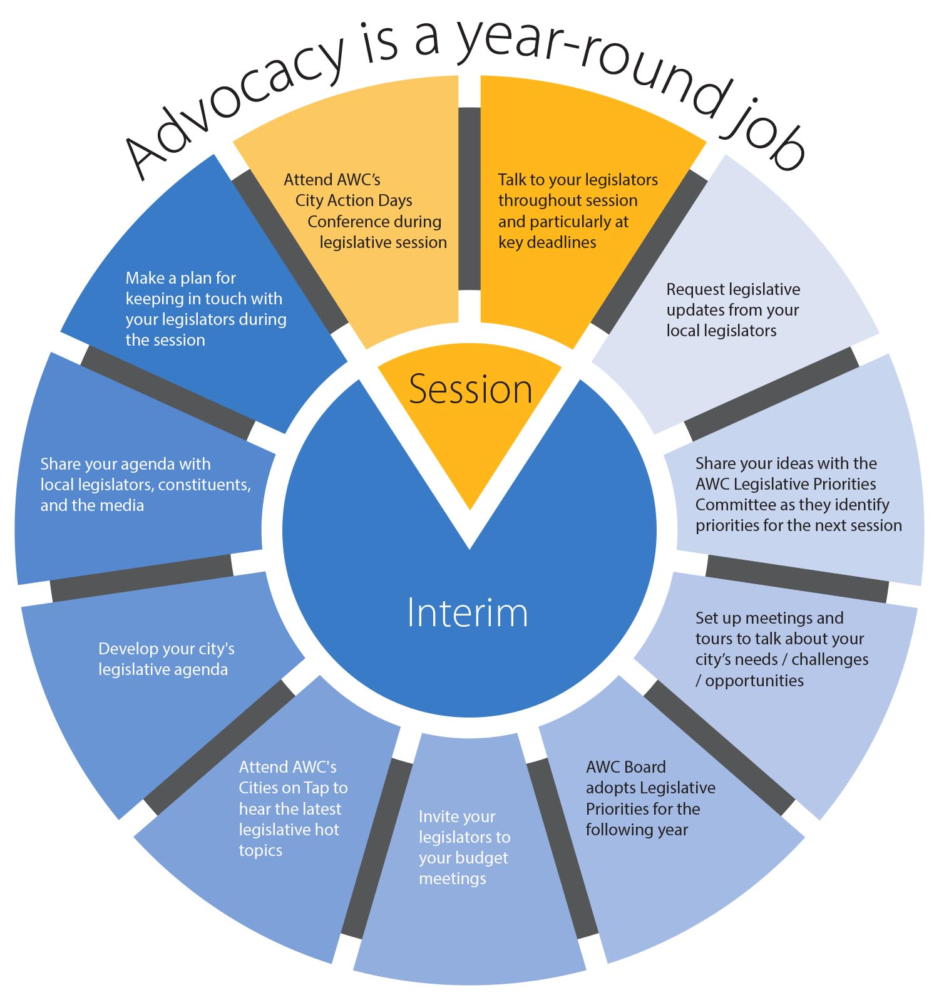 Advocacy is a year-round job
Attend AWC’s
City Action Days
Conference during
legislative session
Talk to your legislators
throughout session
and particularly at
key deadlines
Request legislative
updates from your
local legislators
Share your ideas with the
AWC Legislative Priorities
Committee as they identify
priorities for the next session
Set up meetings and
tours to talk about your
city’s needs / challenges
/ opportunities
AWC Board
adopts Legislative
Priorities for the
following year
Invite your
legislators to
your budget
meetings
Attend AWC's
Cities on Tap to
hear the latest
legislative hot
topics
Develop your city's
legislative agenda
Share your agenda with
local legislators, constituents,
and the media
Make a plan for
keeping in touch with
your legislators during
the session
Session
Interim